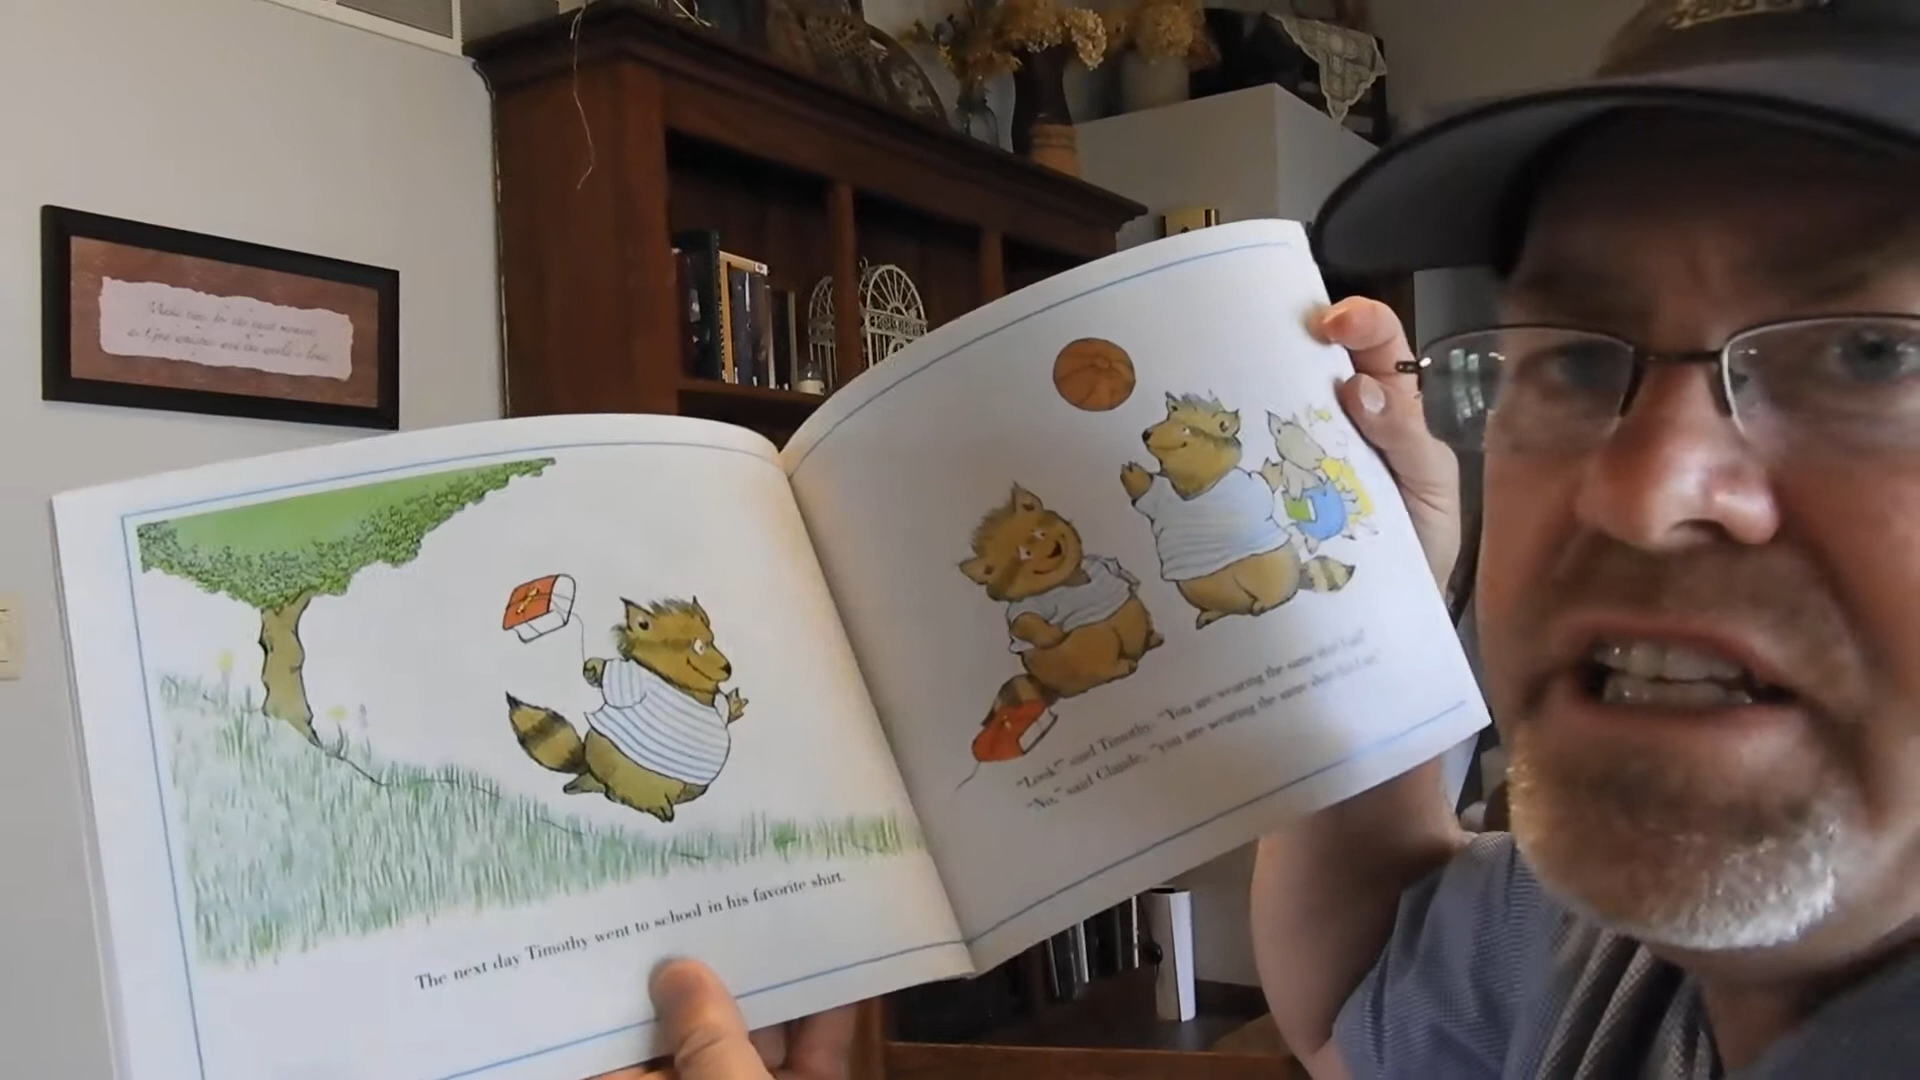 The next day Timothy went to school in his favorite shirt.
"Look!" said Timothy. "You are wearing the same shirt I am!"
"No," said Claude, "you are wearing the same shirt that I am."